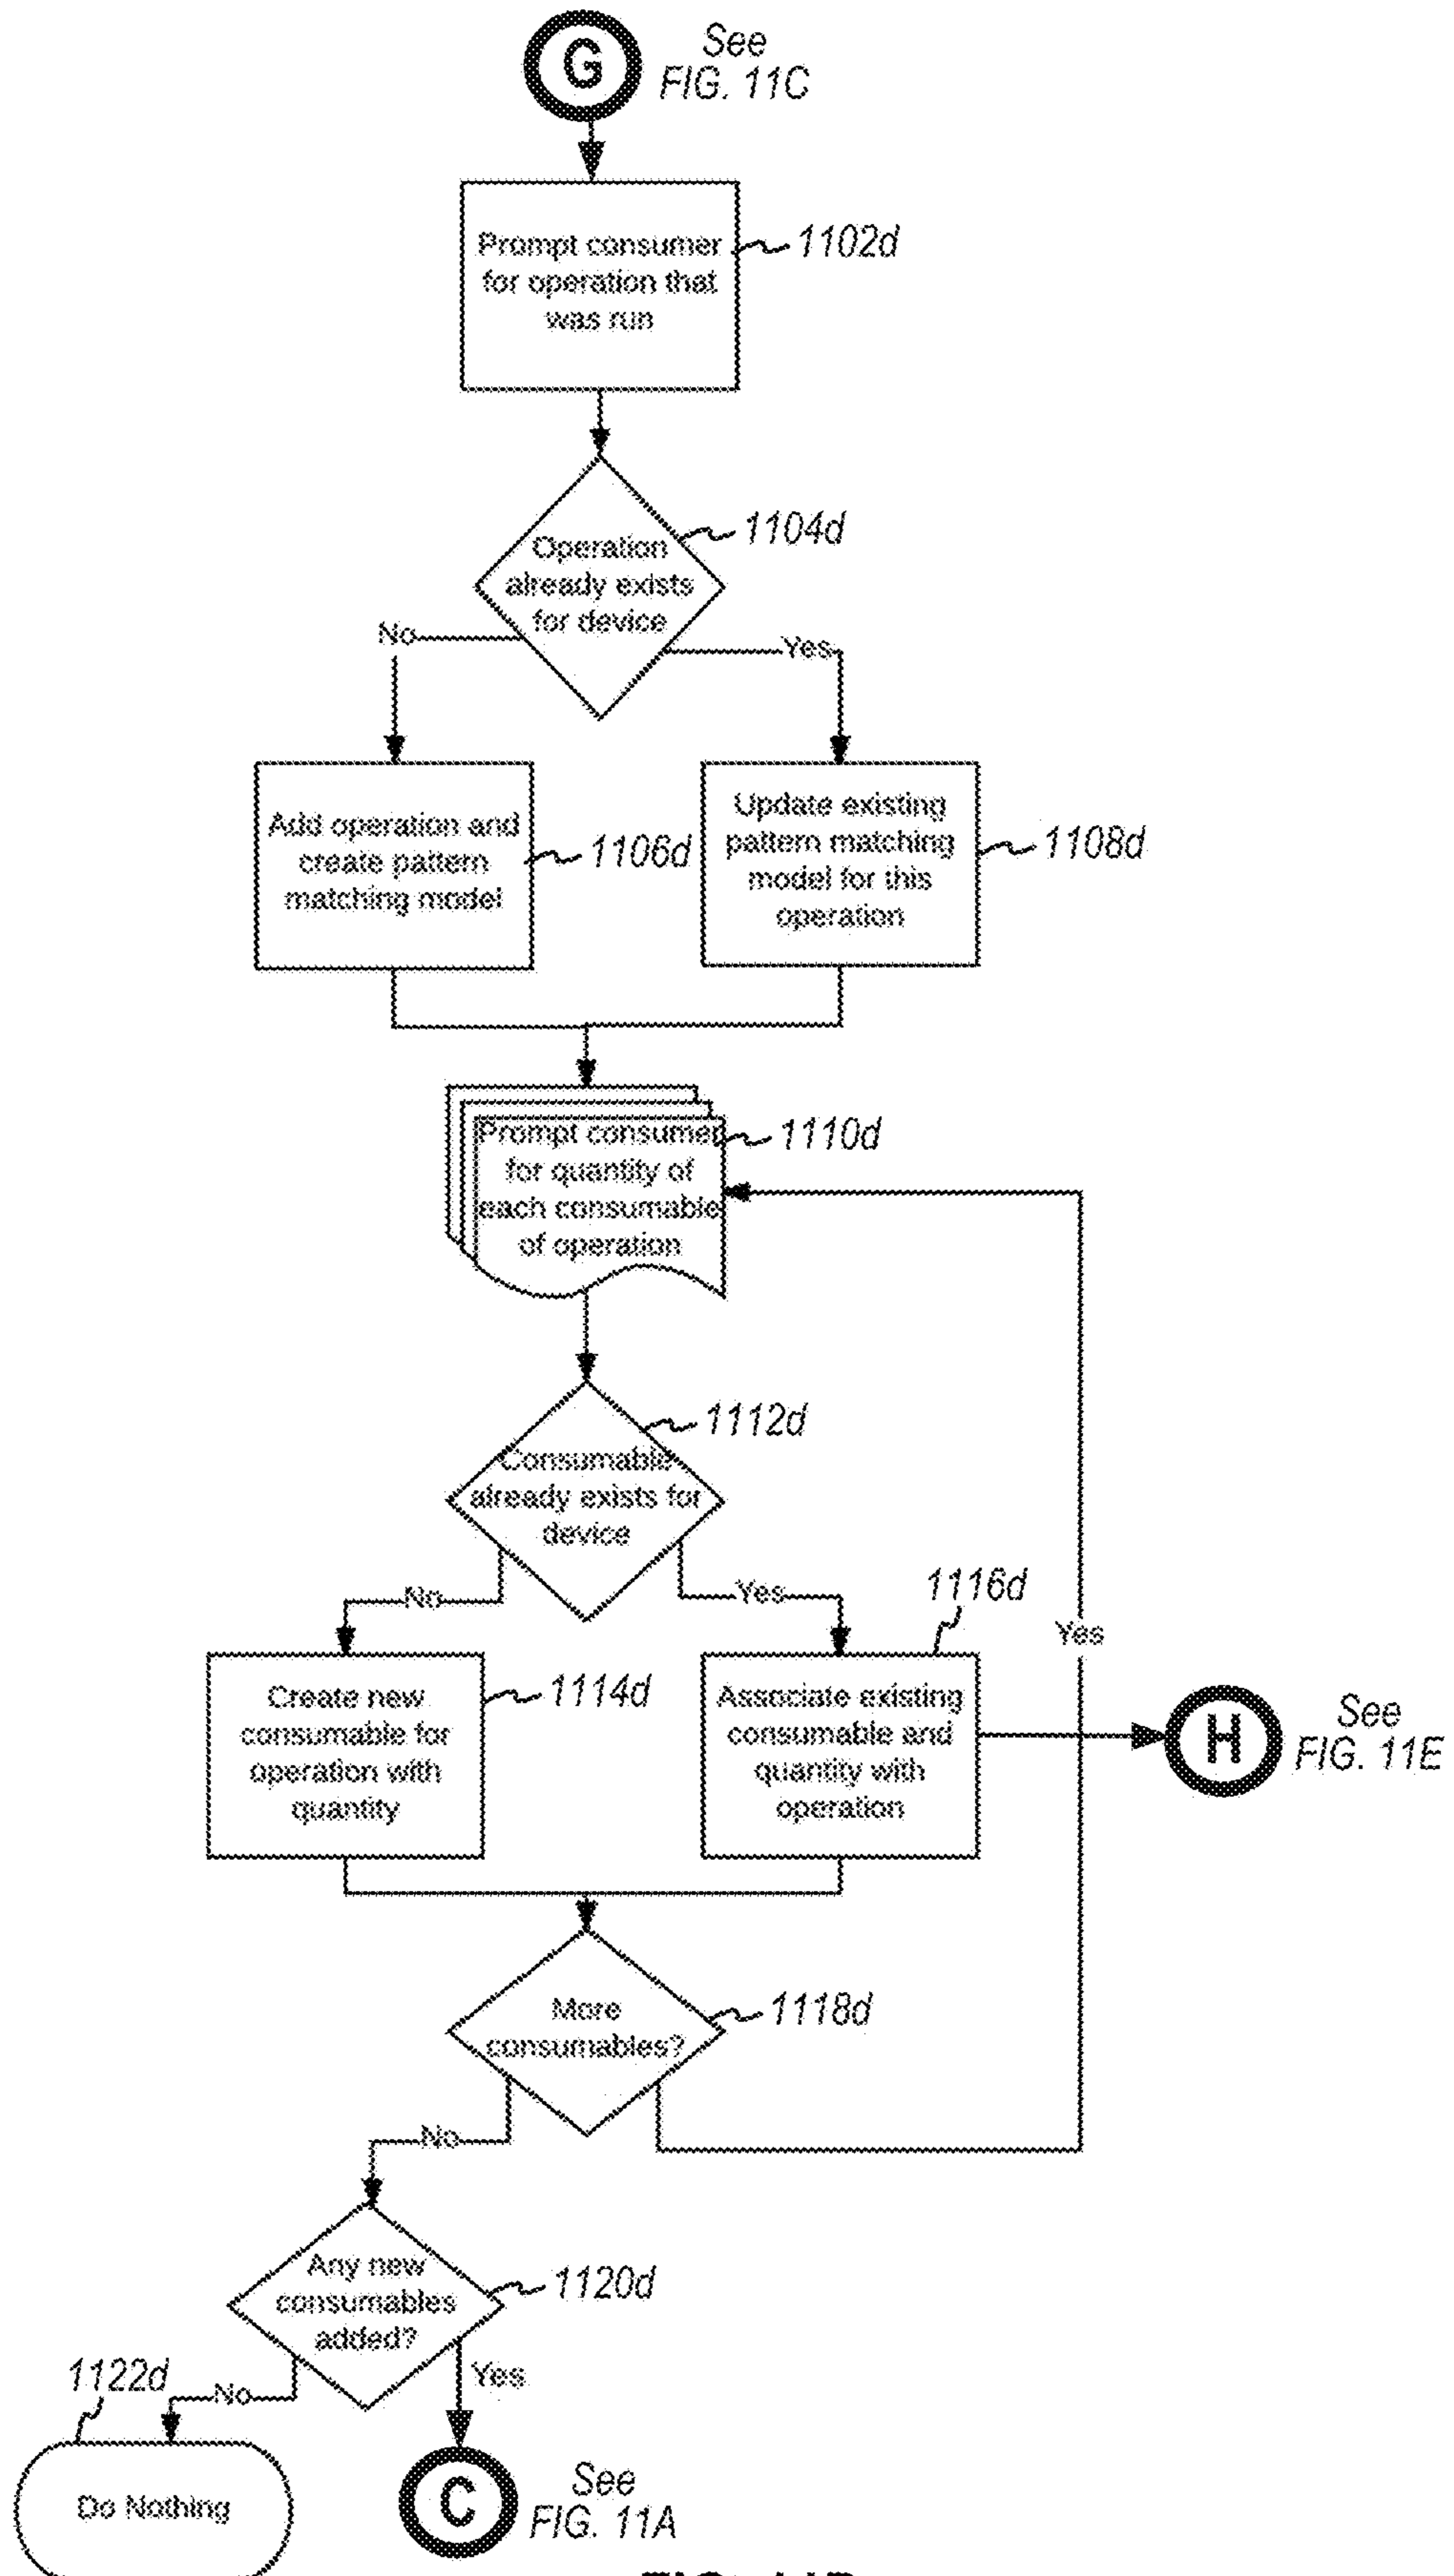 G
See
FIG. 11C
Prompt consumer
for operation that
was run
1102d
Operation
already exists
for device
1104d
No
Yes
Add operation and
create pattern
matching model
1106d
Update existing
pattern matching
model for this
operation
1108d
Prompt consumer
for quantity of
each consumable
of operation
1110d
Consumable
already exists for
device
1112d
No
Yes
1116d
Yes
Create new
consumable for
operation with
quantity
1114d
Associate existing
consumable and
quantity with
operation
H
See
FIG. 11E
More
consumables?
1118d
No
Any new
consumables
added?
1120d
1122d
No
Yes
Do Nothing
C
See
FIG. 11A